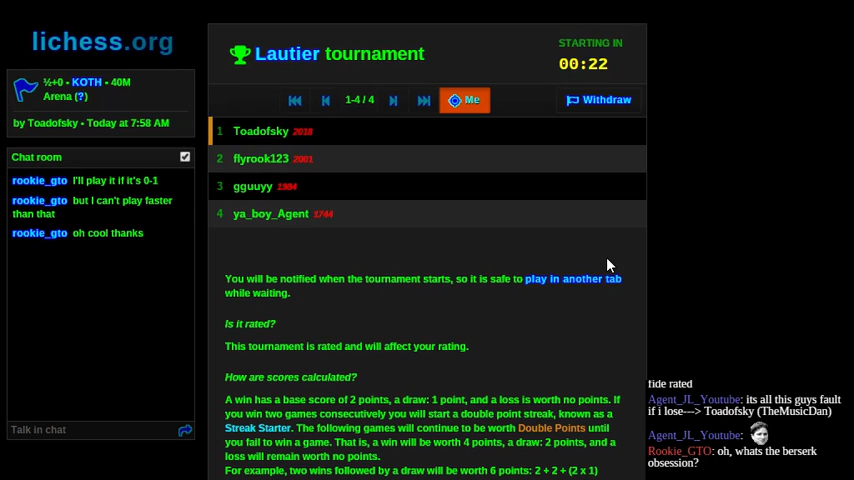 lichess.org
½+0 • KOTH • 40M
Arena (?)
by Toadofsky • Today at 7:58 AM
Chat room
rookie_gto I'll play it if it's 0-1
rookie_gto but I can't play faster
than that
rookie_gto oh cool thanks
Talk in chat
Lautier tournament
STARTING IN
00:22
1-4 / 4
Me
Withdraw
1 Toadofsky 2018
2 flyrook123 2001
3 gguuyy 1984
4 ya_boy_Agent 1744
You will be notified when the tournament starts, so it is safe to play in another tab
while waiting.
Is it rated?
This tournament is rated and will affect your rating.
How are scores calculated?
A win has a base score of 2 points, a draw: 1 point, and a loss is worth no points. If
you win two games consecutively you will start a double point streak, known as a
Streak Starter. The following games will continue to be worth Double Points until
you fail to win a game. That is, a win will be worth 4 points, a draw: 2 points, and a
loss will remain worth no points.
For example, two wins followed by a draw will be worth 6 points: 2 + 2 + (2 x 1)
fide rated
Agent_JL_Youtube: its all this guys fault
if i lose---> Toadofsky (TheMusicDan)
Agent_JL_Youtube:
Rookie_GTO: oh, whats the berserk
obsession?